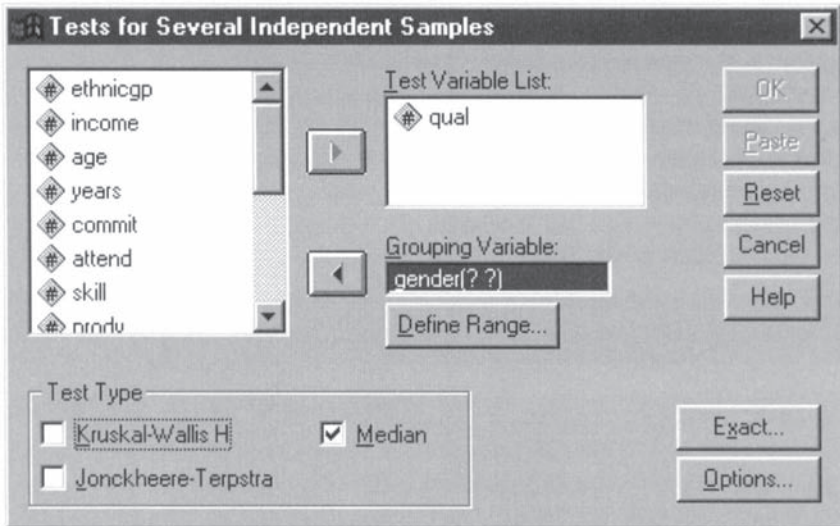 Tests for Several Independent Samples
ethnicgp
income
age
years
commit
attend
skill
prodv
Test Variable List:
qual
Grouping Variable:
gender(? ?)
Define Range...
OK
Paste
Reset
Cancel
Help
Test Type
Kruskal-Wallis H
Median
Jonckheere-Terpstra
Exact...
Options...